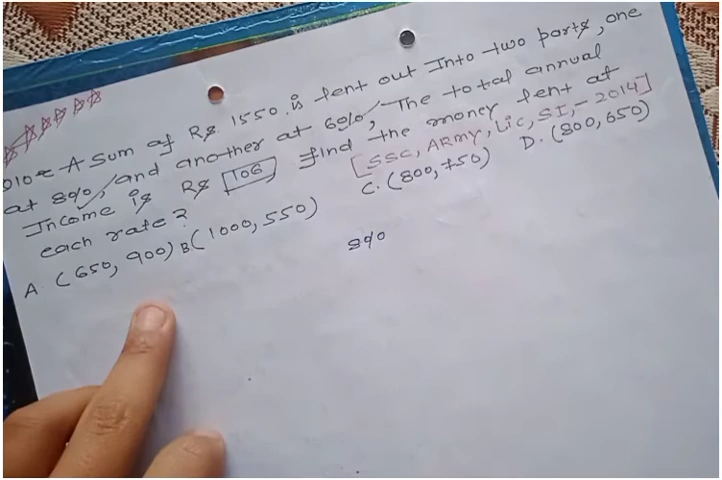 010 A Sum of Rs. 1550. is lent out Into two parts, one
at 8%, and another at 6%, The total annual
Income is Rs 106 find the money lent at
each rate? [SSC, ARMY, Lic, SI, - 2014]
A. (650, 900) B (1000, 550) C. (800, 750) D. (800, 650)
8%